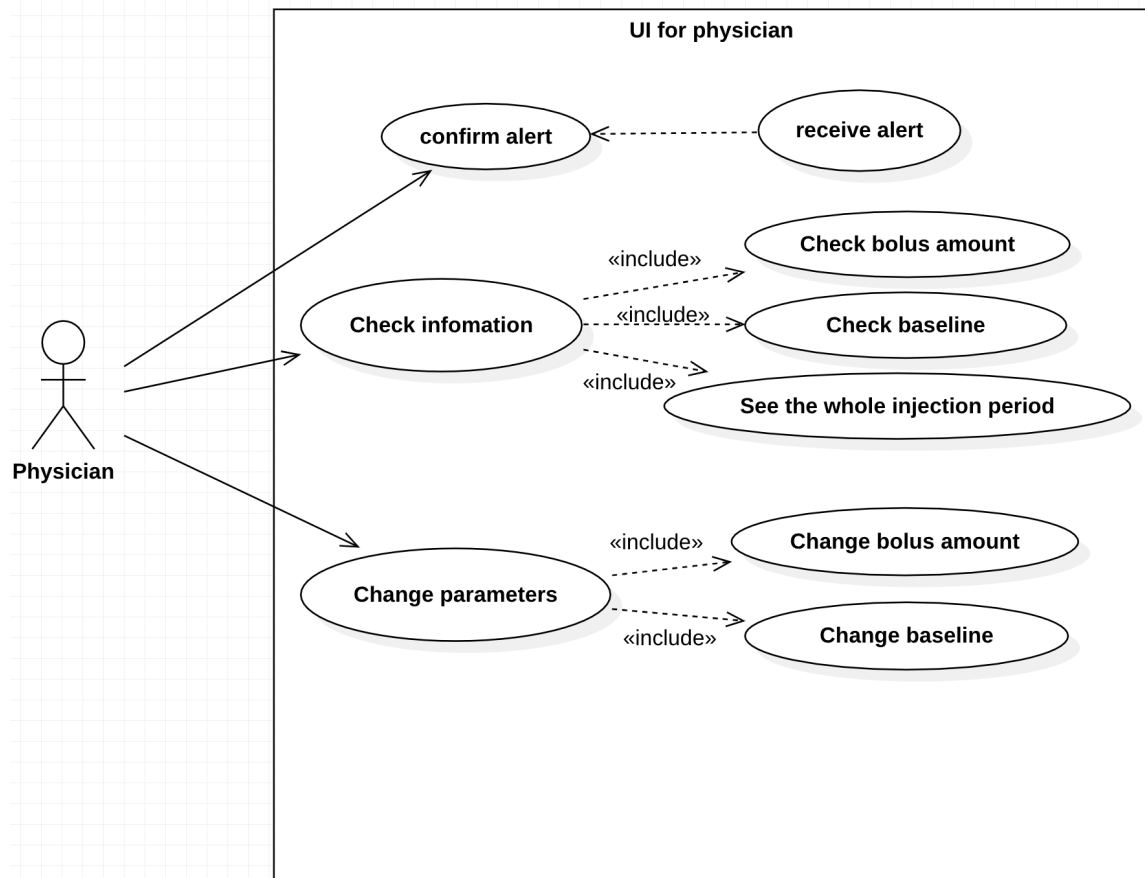 UI for physician
confirm alert
receive alert
Check bolus amount
«include»
«include»
Check infomation
Check baseline
«include»
See the whole injection period
Physician
Change bolus amount
«include»
Change parameters
Change baseline
«include»